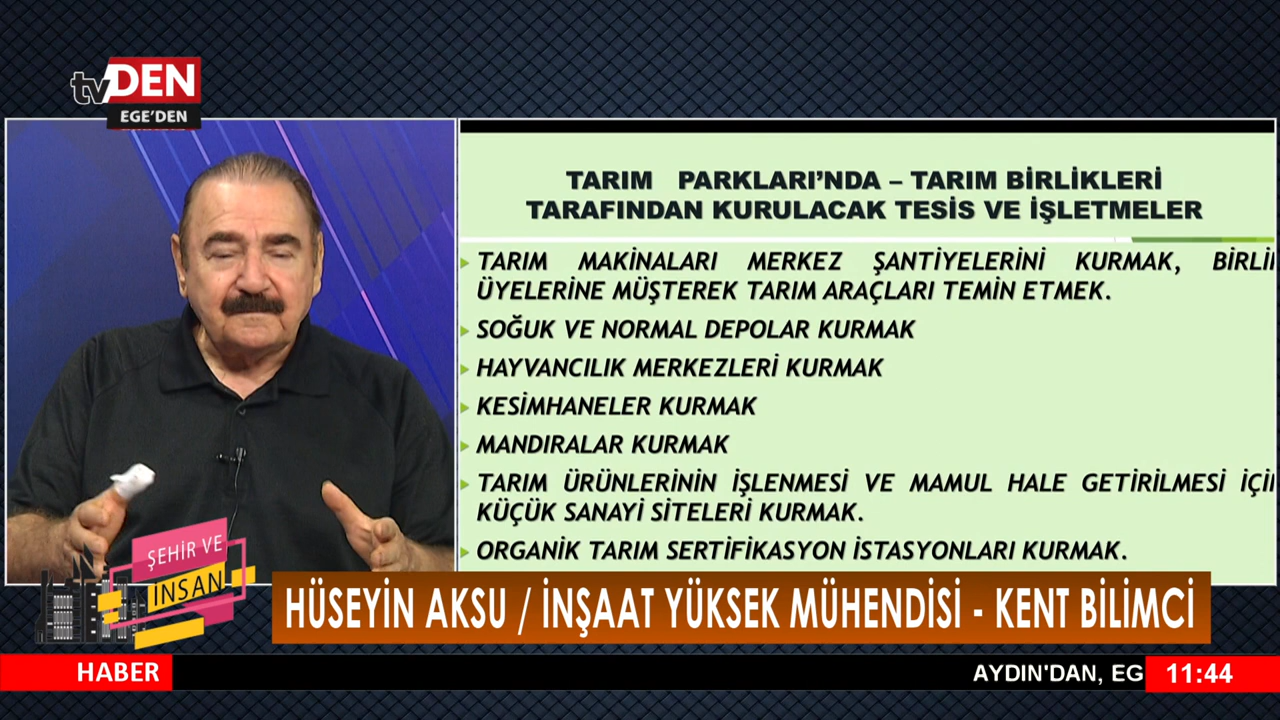 tvDEN
EGE'DEN
TARIM PARKLARI'NDA – TARIM BİRLİKLERİ
TARAFINDAN KURULACAK TESİS VE İŞLETMELER
TARIM MAKİNALARI MERKEZ ŞANTİYELERİNİ KURMAK, BİRLİ
ÜYELERİNE MÜŞTEREK TARIM ARAÇLARI TEMİN ETMEK.
SOĞUK VE NORMAL DEPOLAR KURMAK
HAYVANCILIK MERKEZLERİ KURMAK
KESİMHANELER KURMAK
MANDIRALAR KURMAK
TARIM ÜRÜNLERİNİN İŞLENMESİ VE MAMUL HALE GETİRİLMESİ İÇİ
KÜÇÜK SANAYİ SİTELERİ KURMAK.
ORGANİK TARIM SERTİFİKASYON İSTASYONLARI KURMAK.
ŞEHİR VE
İNSAN
HÜSEYİN AKSU / İNŞAAT YÜKSEK MÜHENDİSİ - KENT BİLİMCİ
HABER
AYDIN'DAN, EG
11:44